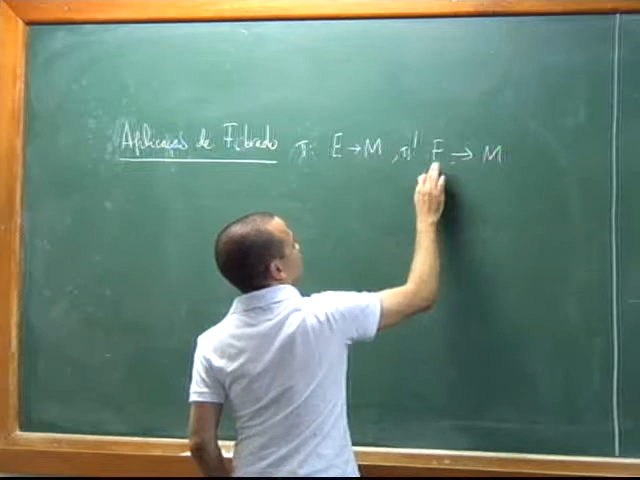 Aplicações de Fibrado π: E → M , π' F → M